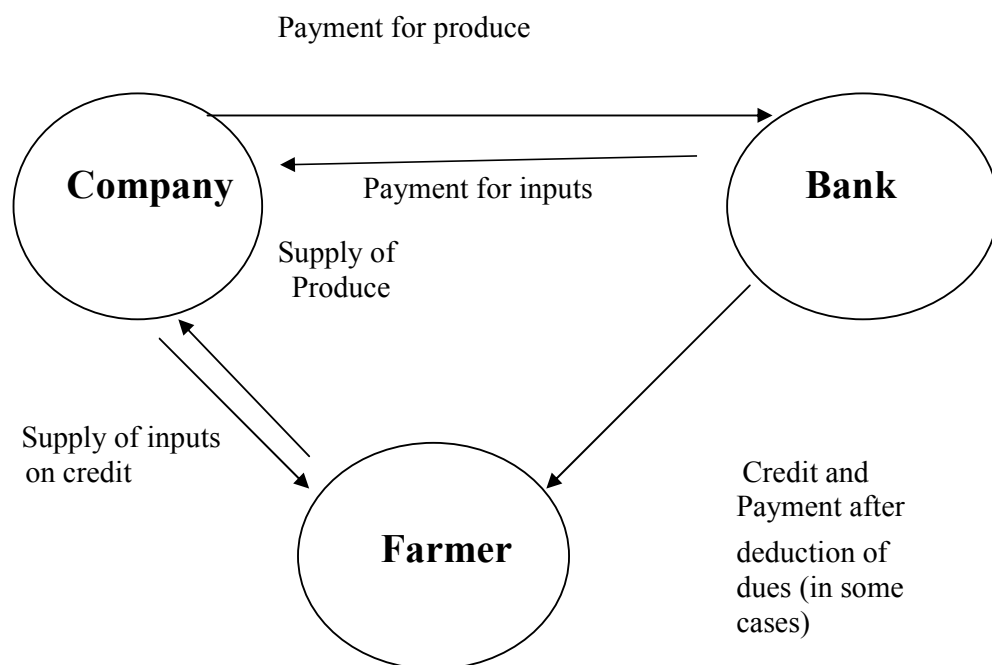 Payment for produce
Company
Bank
Payment for inputs
Supply of
Produce
Supply of inputs
on credit
Farmer
Credit and
Payment after
deduction of
dues (in some
cases)